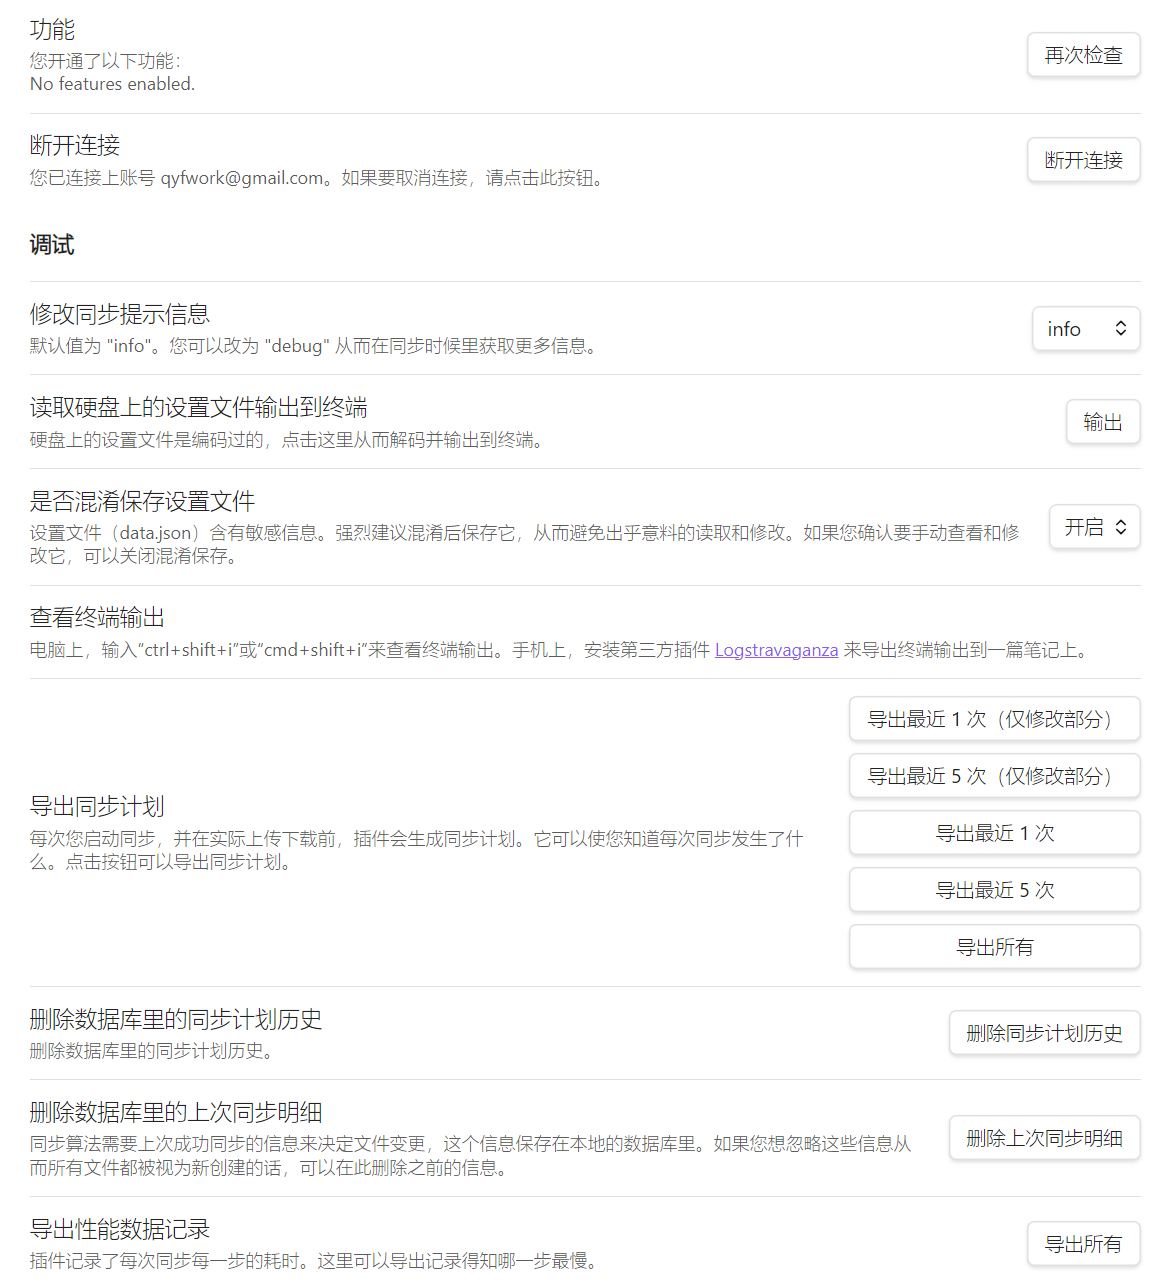 功能
您开通了以下功能：
No features enabled.
再次检查
断开连接
您已连接上账号 qyfwork@gmail.com。如果要取消连接，请点击此按钮。
断开连接
调试
修改同步提示信息
默认值为 "info"。您可以改为 "debug" 从而在同步时候里获取更多信息。
info
读取硬盘上的设置文件输出到终端
硬盘上的设置文件是编码过的，点击这里从而解码并输出到终端。
输出
是否混淆保存设置文件
设置文件（data.json）含有敏感信息。强烈建议混淆后保存它，从而避免出乎意料的读取和修改。如果您确认要手动查看和修
改它，可以关闭混淆保存。
开启
查看终端输出
电脑上，输入“ctrl+shift+i”或“cmd+shift+i”来查看终端输出。手机上，安装第三方插件 Logstravaganza 来导出终端输出到一篇笔记上。
导出同步计划
每次您启动同步，并在实际上传下载前，插件会生成同步计划。它可以使您知道每次同步发生了什
么。点击按钮可以导出同步计划。
导出最近 1 次（仅修改部分）
导出最近 5 次（仅修改部分）
导出最近 1 次
导出最近 5 次
导出所有
删除数据库里的同步计划历史
删除数据库里的同步计划历史。
删除同步计划历史
删除数据库里的上次同步明细
同步算法需要上次成功同步的信息来决定文件变更，这个信息保存在本地的数据库里。如果您想忽略这些信息从
而所有文件都被视为新创建的话，可以在此删除之前的信息。
删除上次同步明细
导出性能数据记录
插件记录了每次同步每一步的耗时。这里可以导出记录得知哪一步最慢。
导出所有